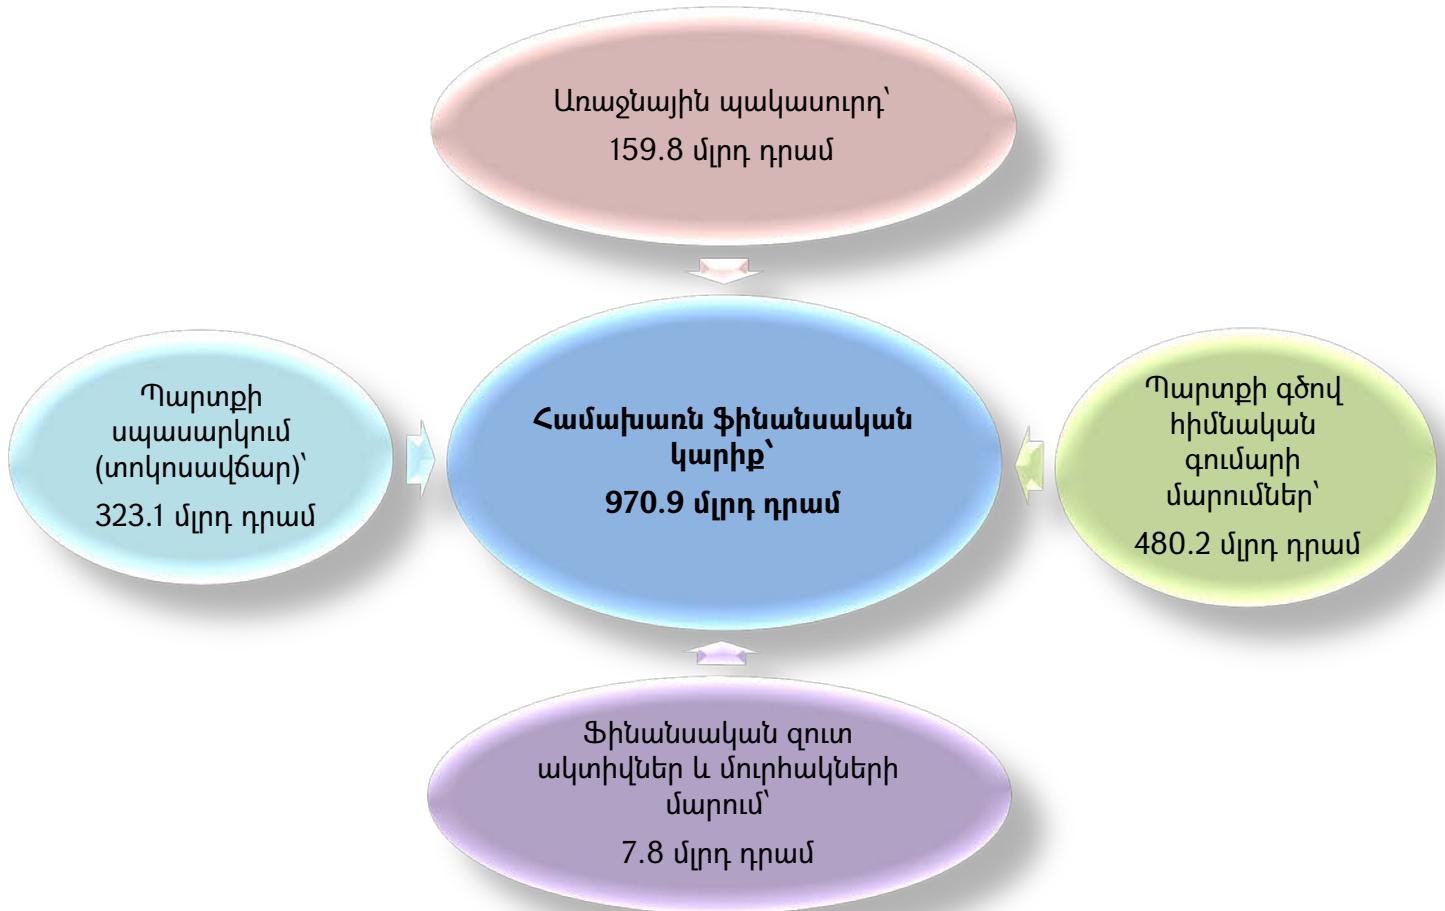 Առաջնային պակասուրդ՝
159.8 մլրդ դրամ
Պարտքի
սպասարկում
(տոկոսավճար)՝
323.1 մլրդ դրամ
Համախառն ֆինանսական
կարիք՝
970.9 մլրդ դրամ
Պարտքի գծով
հիմնական
գումարի
մարումներ՝
480.2 մլրդ դրամ
Ֆինանսական զուտ
ակտիվներ և մուրհակների
մարում՝
7.8 մլրդ դրամ